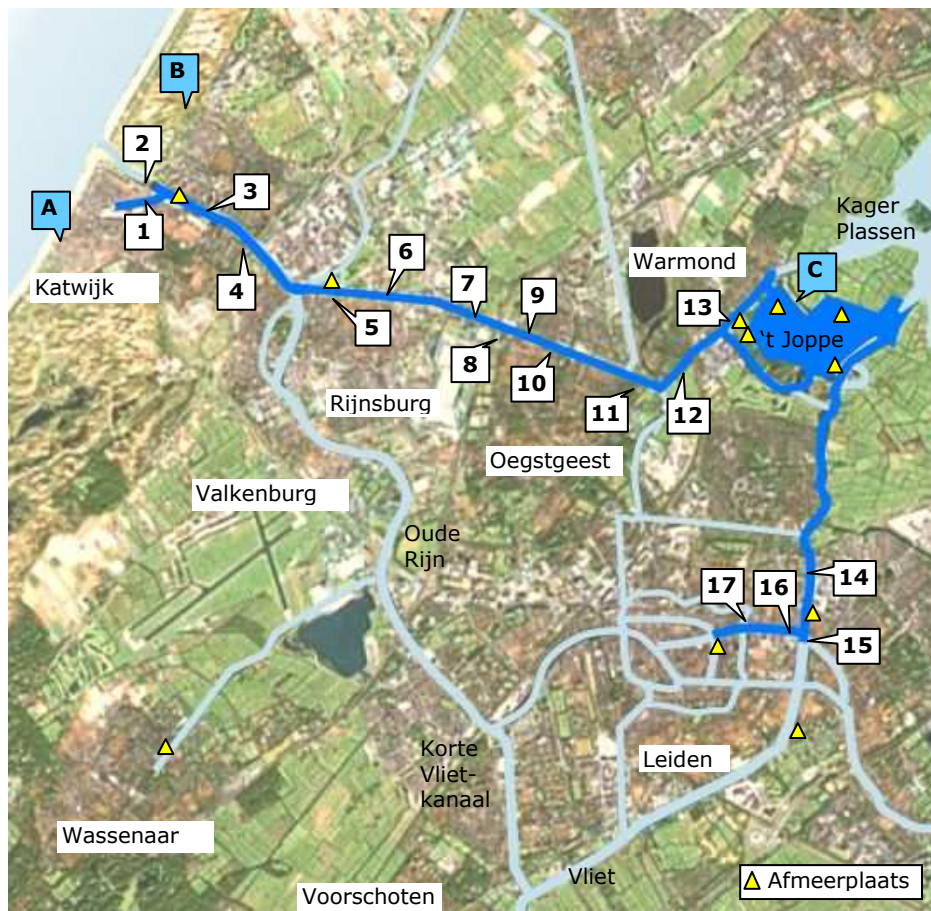 B
2
3
A
1
Kager
Plassen
6
Warmond
C
Katwijk
4
7
9
13
5
't Joppe
8
10
Rijnsburg
11
12
Oegstgeest
Valkenburg
Oude
Rijn
14
17
16
15
Korte
Vliet-
kanaal
Leiden
Wassenaar
Vliet
Afmeerplaats
Voorschoten